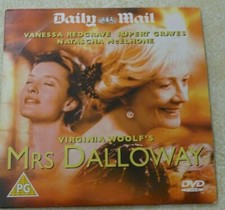 Daily Mail
VANESSA REDGRAVE RUPERT GRAVES
NATASCHA McELHONE
VIRGINIA WOOLF'S
MRS DALLOWAY
PG
DVD